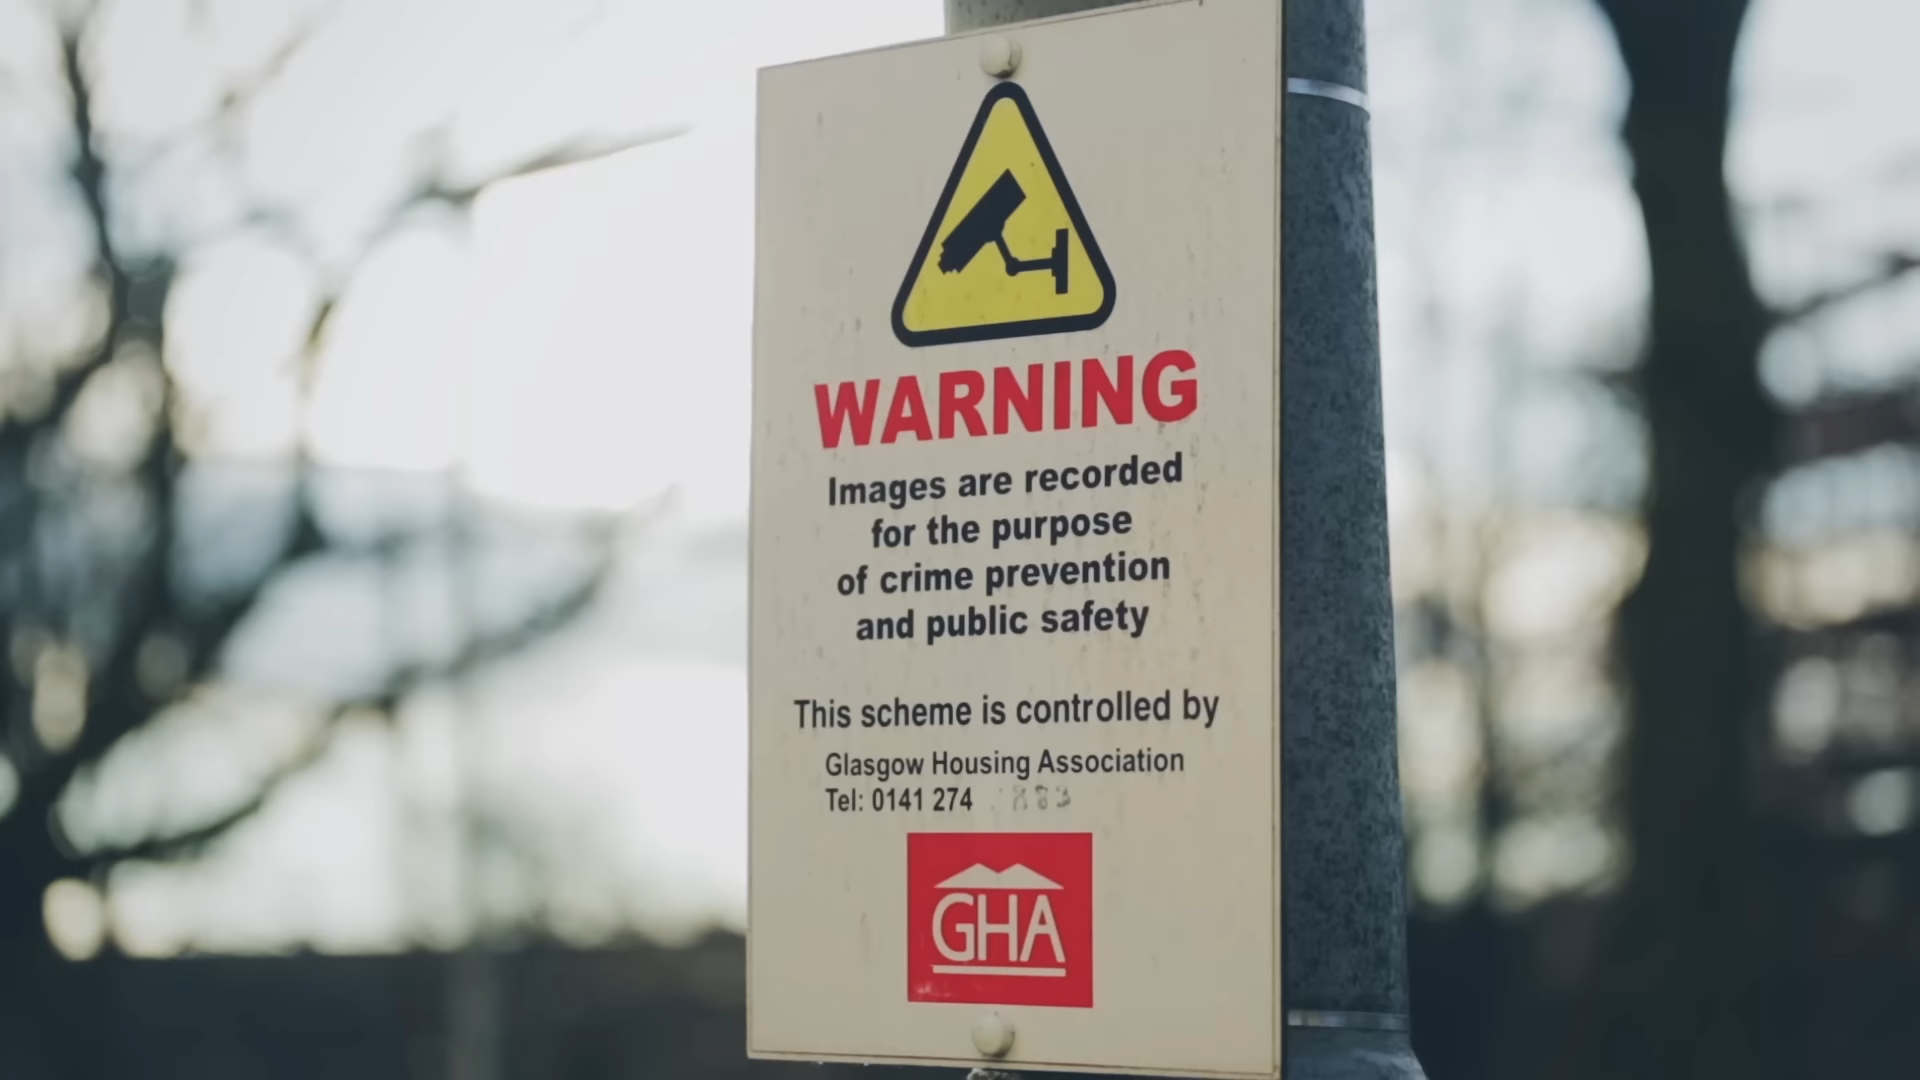 WARNING
Images are recorded
for the purpose
of crime prevention
and public safety
This scheme is controlled by
Glasgow Housing Association
Tel: 0141 274
GHA